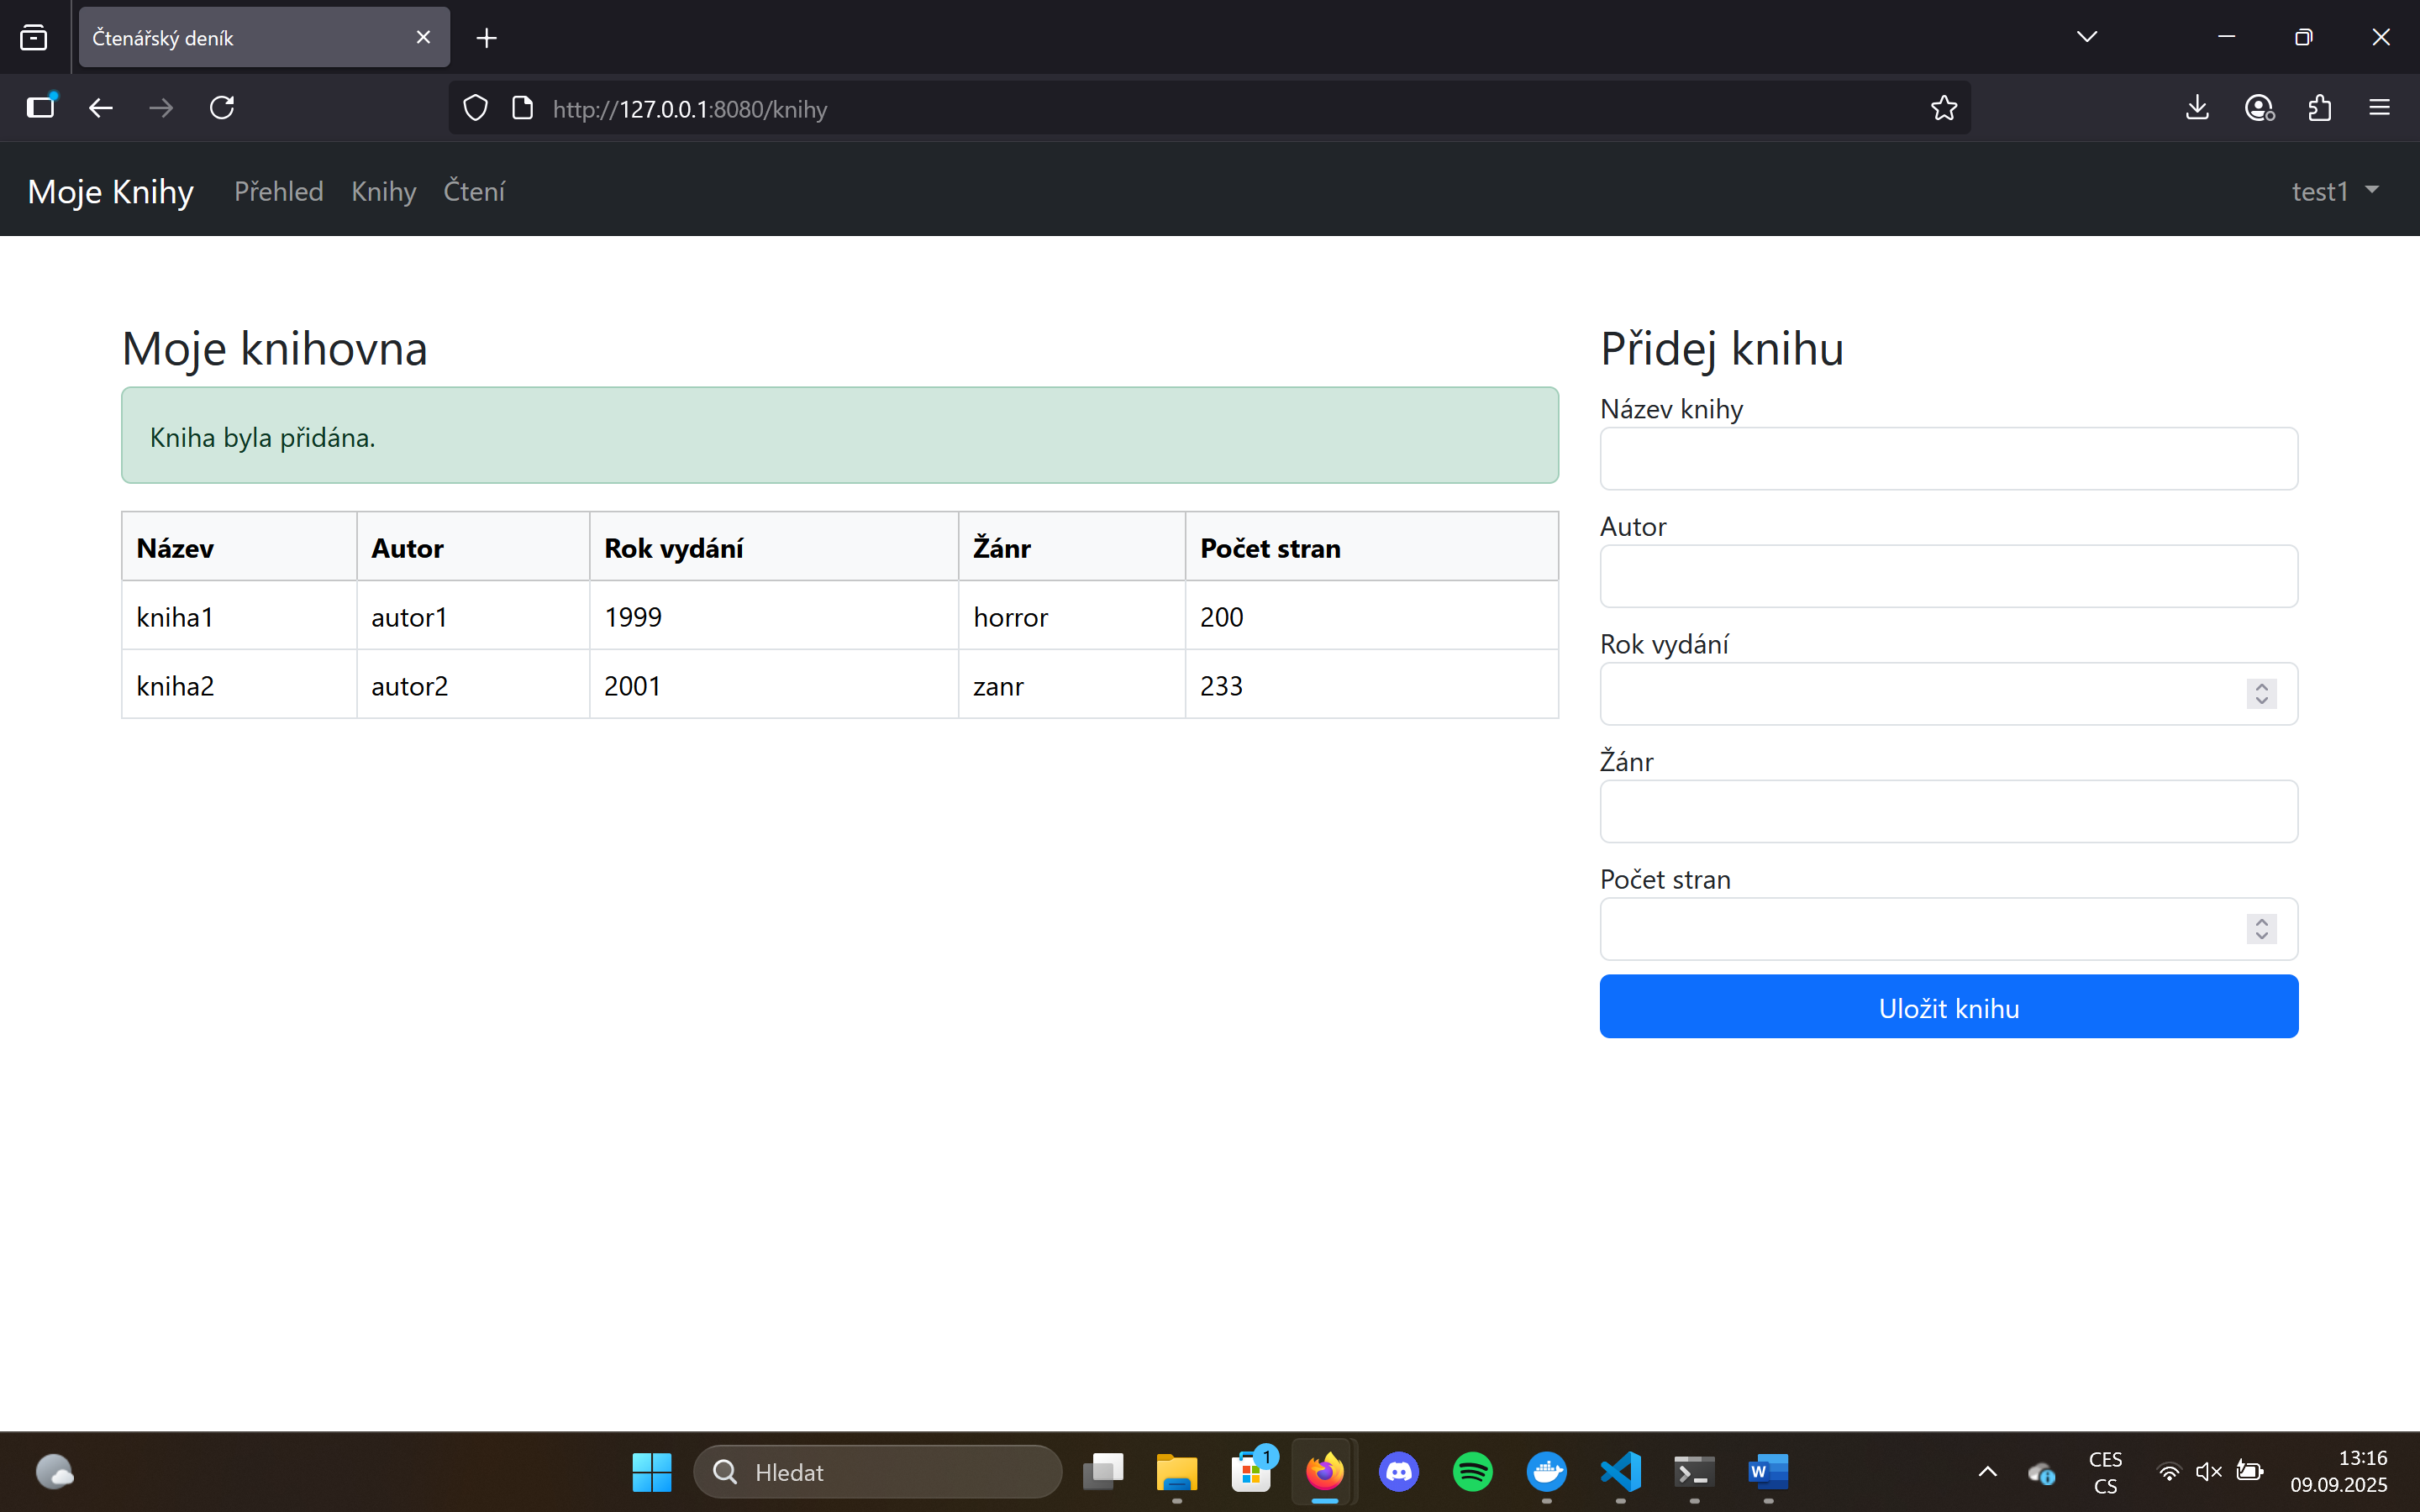 Čtenářský deník
http://127.0.0.1:8080/knihy
Moje Knihy Přehled Knihy Čtení test1
Moje knihovna
Kniha byla přidána.
Název Autor Rok vydání Žánr Počet stran
kniha1 autor1 1999 horror 200
kniha2 autor2 2001 zanr 233
Přidej knihu
Název knihy
Autor
Rok vydání
Žánr
Počet stran
Uložit knihu
Hledat
1
W
CES
CS
13:16
09.09.2025